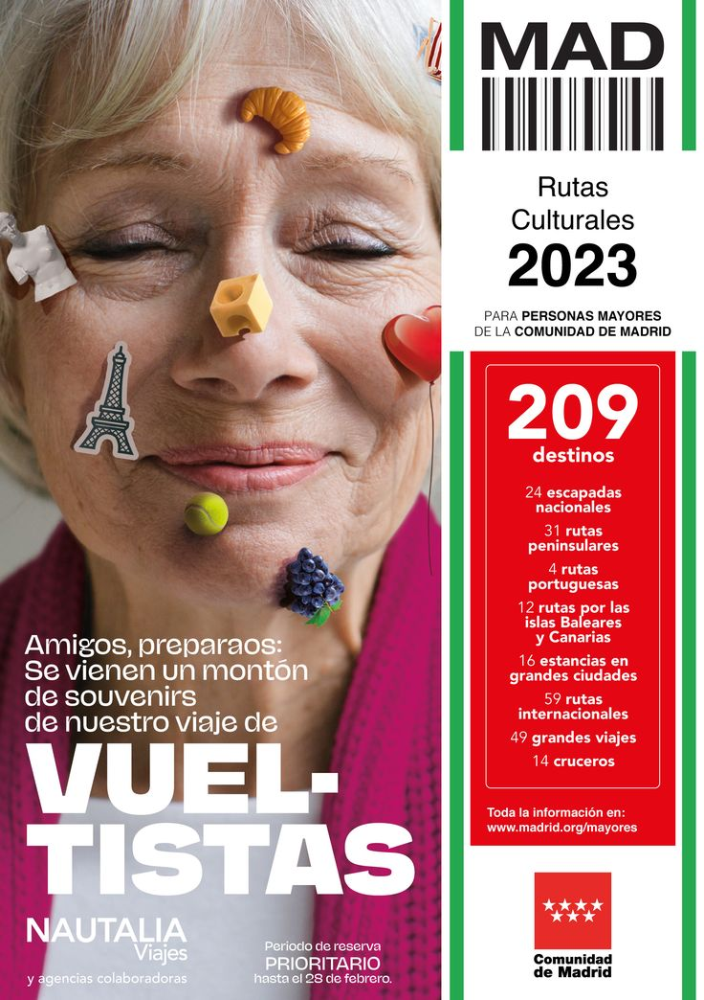 Amigos, preparaos:
Se vienen un montón
de souvenirs
de nuestro viaje de
VUEL-
TISTAS
NAUTALIA
Viajes
y agencias colaboradoras
Periodo de reserva
PRIORITARIO
hasta el 28 de febrero.
MAD
Rutas
Culturales
2023
PARA PERSONAS MAYORES
DE LA COMUNIDAD DE MADRID
209
destinos
24 escapadas
nacionales
31 rutas
peninsulares
4 rutas
portuguesas
12 rutas por las
islas Baleares
y Canarias
16 estancias en
grandes ciudades
59 rutas
internacionales
49 grandes viajes
14 cruceros
Toda la información en:
www.madrid.org/mayores
Comunidad
de Madrid